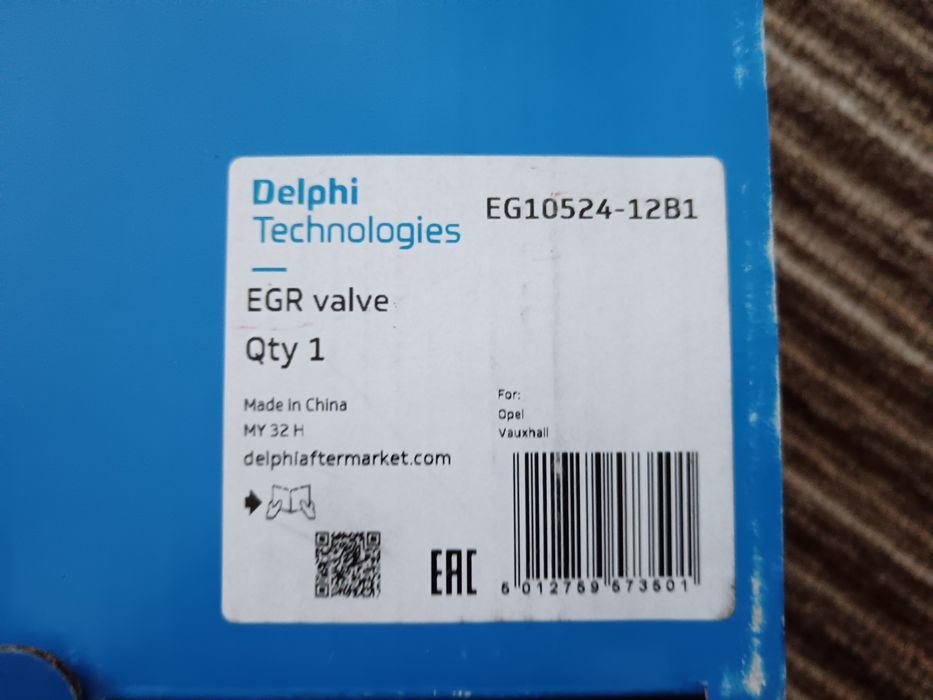 Delphi
Technologies
EG10524-12B1
EGR valve
Qty 1
Made in China
MY 32 H
delphiaftermarket.com
For:
Opel
Vauxhall
EAC
5 012759 573501